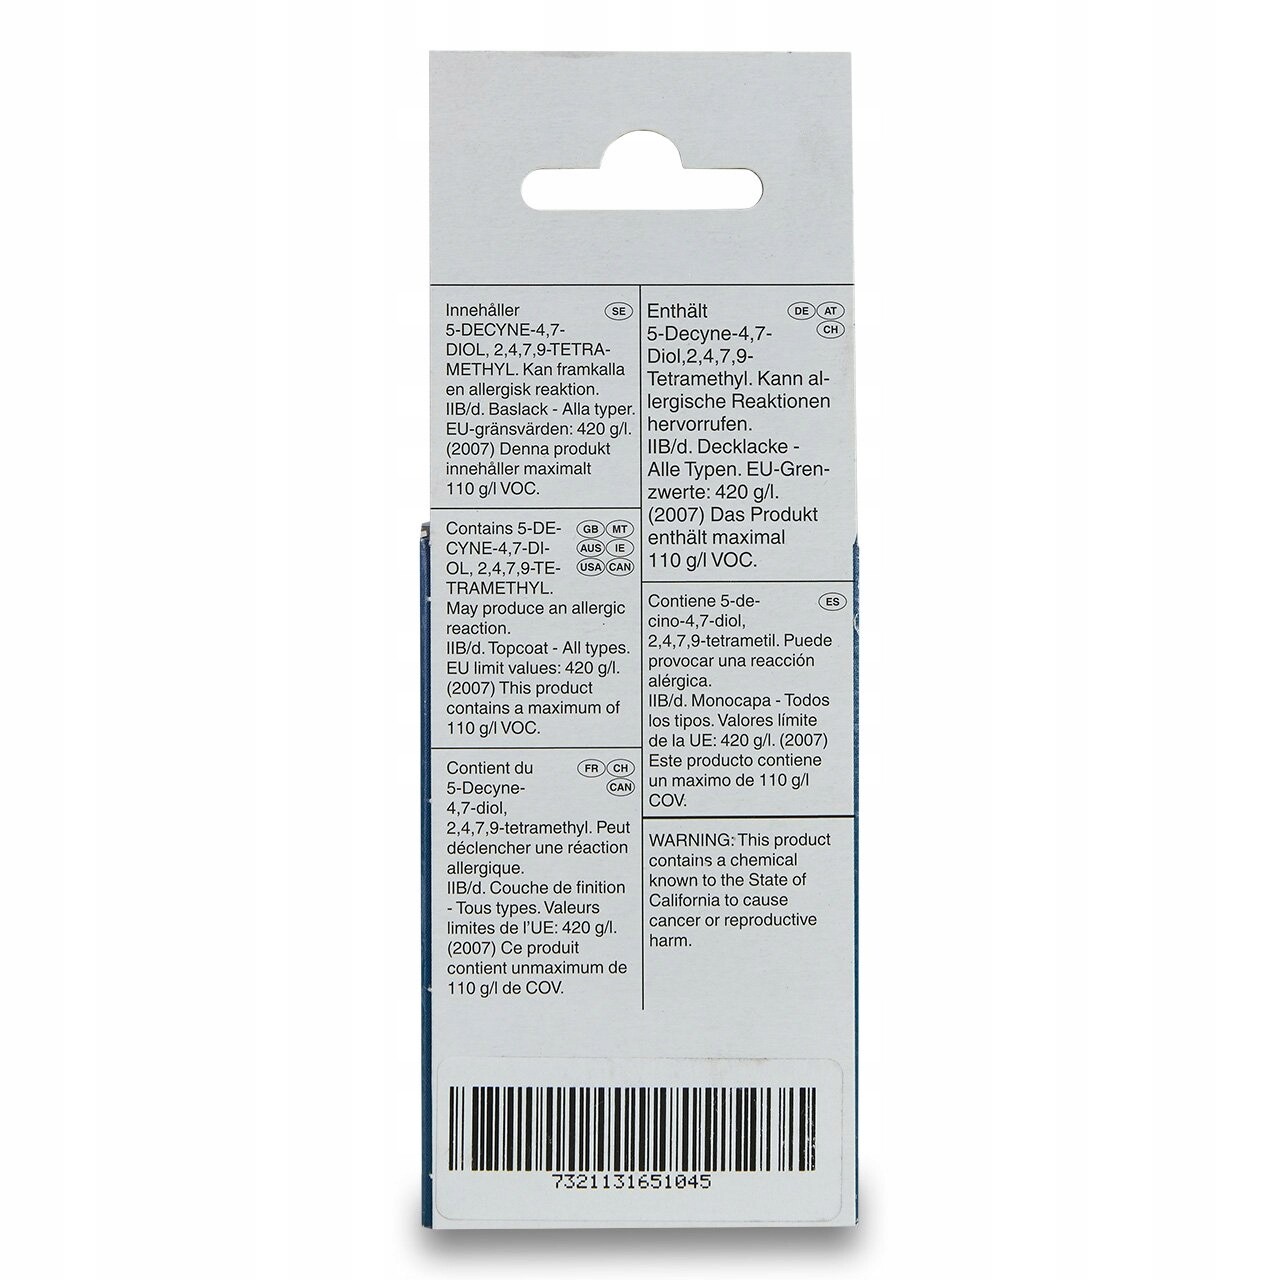 Innehåller SE
5-DECYNE-4,7-
DIOL, 2,4,7,9-TETRA-
METHYL. Kan framkalla
en allergisk reaktion.
IIB/d. Baslack - Alla typer.
EU-gränsvärden: 420 g/l.
(2007) Denna produkt
innehåller maximalt
110 g/l VOC.
Contains 5-DE- GB MT
CYNE-4,7-DI- AUS IE
OL, 2,4,7,9-TE- USA CAN
TRAMETHYL.
May produce an allergic
reaction.
IIB/d. Topcoat - All types.
EU limit values: 420 g/l.
(2007) This product
contains a maximum of
110 g/l VOC.
Contient du FR CH
5-Decyne- CAN
4,7-diol,
2,4,7,9-tetramethyl. Peut
déclencher une réaction
allergique.
IIB/d. Couche de finition
- Tous types. Valeurs
limites de l'UE: 420 g/l.
(2007) Ce produit
contient unmaximum de
110 g/l de COV.
Enthält DE AT
5-Decyne-4,7- CH
Diol,2,4,7,9-
Tetramethyl. Kann al-
lergische Reaktionen
hervorrufen.
IIB/d. Decklacke -
Alle Typen. EU-Gren-
zwerte: 420 g/l.
(2007) Das Produkt
enthält maximal
110 g/l VOC.
Contiene 5-de- ES
cino-4,7-diol,
2,4,7,9-tetrametil. Puede
provocar una reacción
alérgica.
IIB/d. Monocapa - Todos
los tipos. Valores límite
de la UE: 420 g/l. (2007)
Este producto contiene
un maximo de 110 g/l
COV.
WARNING: This product
contains a chemical
known to the State of
California to cause
cancer or reproductive
harm.
7321131651045